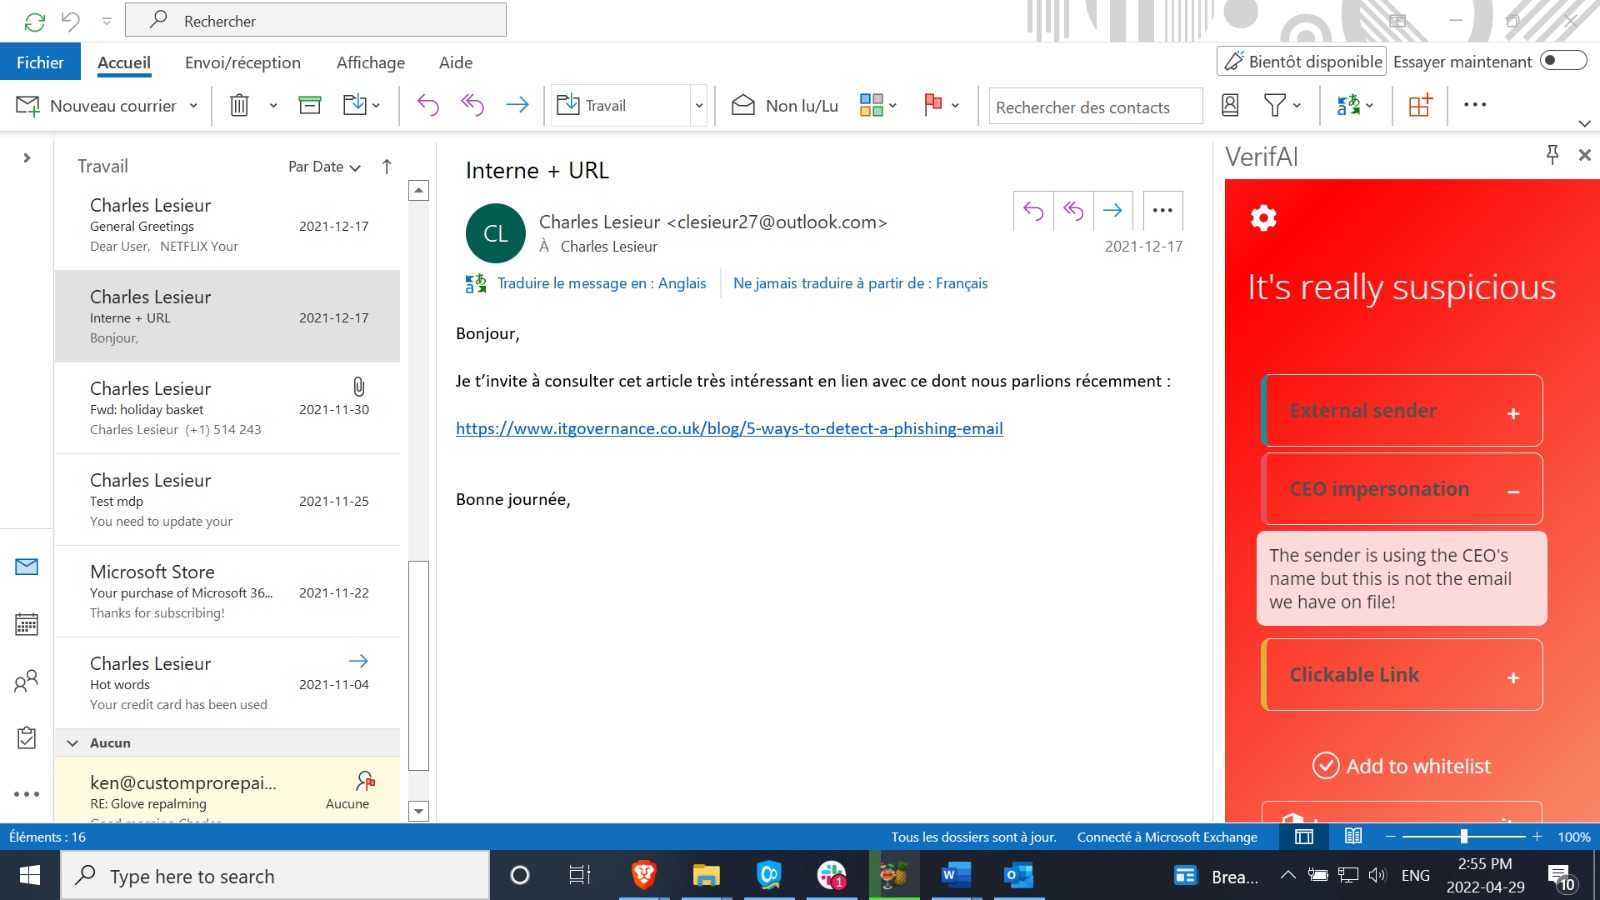 Rechercher
Fichier Accueil Envoi/réception Affichage Aide
Bientôt disponible Essayer maintenant
Nouveau courrier
Travail
Non lu/Lu
Rechercher des contacts
Travail Par Date
Charles Lesieur
General Greetings 2021-12-17
Dear User, NETFLIX Your
Charles Lesieur
Interne + URL 2021-12-17
Bonjour,
Charles Lesieur
Fwd: holiday basket 2021-11-30
Charles Lesieur (+1) 514 243
Charles Lesieur
Test mdp 2021-11-25
You need to update your
Microsoft Store
Your purchase of Microsoft 36... 2021-11-22
Thanks for subscribing!
Charles Lesieur
Hot words 2021-11-04
Your credit card has been used
Aucun
ken@customprorepai...
RE: Glove repalming Aucune
Good morning Charles
Interne + URL
CL
Charles Lesieur <clesieur27@outlook.com>
À Charles Lesieur
2021-12-17
Traduire le message en : Anglais
Ne jamais traduire à partir de : Français
Bonjour,
Je t’invite à consulter cet article très intéressant en lien avec ce dont nous parlions récemment :
https://www.itgovernance.co.uk/blog/5-ways-to-detect-a-phishing-email
Bonne journée,
VerifAI
It's really suspicious
External sender +
CEO impersonation –
The sender is using the CEO's
name but this is not the email
we have on file!
Clickable Link +
Add to whitelist
Éléments : 16
Tous les dossiers sont à jour. Connecté à Microsoft Exchange
100%
Type here to search
1
W
Brea...
ENG
2:55 PM
2022-04-29
10